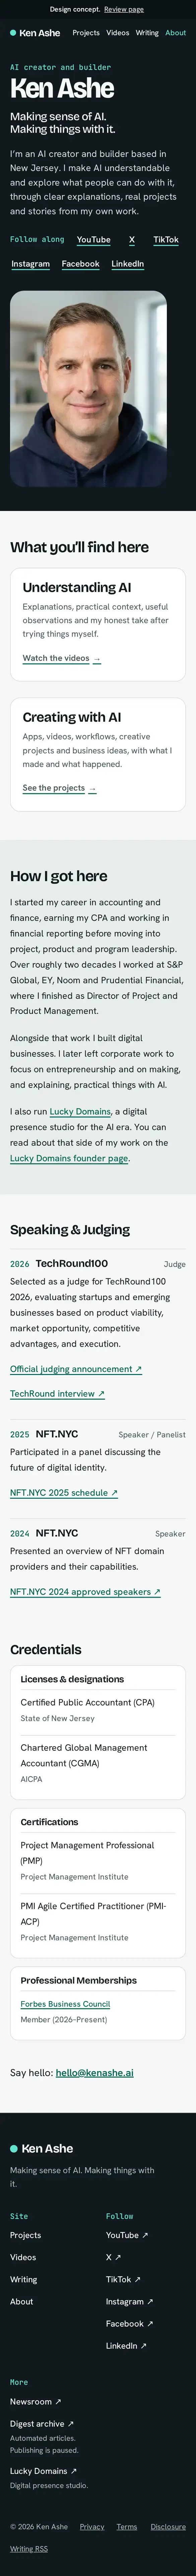 Design concept. Review page
Ken Ashe Projects Videos Writing About
AI creator and builder
Ken Ashe
Making sense of AI.
Making things with it.
I'm an AI creator and builder based in
New Jersey. I make AI understandable
and explore what people can do with it,
through clear explanations, real projects
and stories from my own work.
Follow along YouTube X TikTok
Instagram Facebook LinkedIn
What you'll find here
Understanding AI
Explanations, practical context, useful
observations and my honest take after
trying things myself.
Watch the videos →
Creating with AI
Apps, videos, workflows, creative
projects and business ideas, with what I
made and what happened.
See the projects →
How I got here
I started my career in accounting and
finance, earning my CPA and working in
financial reporting before moving into
project, product and program leadership.
Over roughly two decades I worked at S&P
Global, EY, Noom and Prudential Financial,
where I finished as Director of Project and
Product Management.
Alongside that work I built digital
businesses. I later left corporate work to
focus on entrepreneurship and on making,
and explaining, practical things with AI.
I also run Lucky Domains, a digital
presence studio for the AI era. You can
read about that side of my work on the
Lucky Domains founder page.
Speaking & Judging
2026 TechRound100 Judge
Selected as a judge for TechRound100
2026, evaluating startups and emerging
businesses based on product viability,
market opportunity, competitive
advantages, and execution.
Official judging announcement ↗
TechRound interview ↗
2025 NFT.NYC Speaker / Panelist
Participated in a panel discussing the
future of digital identity.
NFT.NYC 2025 schedule ↗
2024 NFT.NYC Speaker
Presented an overview of NFT domain
providers and their capabilities.
NFT.NYC 2024 approved speakers ↗
Credentials
Licenses & designations
Certified Public Accountant (CPA)
State of New Jersey
Chartered Global Management
Accountant (CGMA)
AICPA
Certifications
Project Management Professional
(PMP)
Project Management Institute
PMI Agile Certified Practitioner (PMI-
ACP)
Project Management Institute
Professional Memberships
Forbes Business Council
Member (2026–Present)
Say hello: hello@kenashe.ai
Ken Ashe
Making sense of AI. Making things with
it.
Site
Projects
Videos
Writing
About
Follow
YouTube ↗
X ↗
TikTok ↗
Instagram ↗
Facebook ↗
LinkedIn ↗
More
Newsroom ↗
Digest archive ↗
Automated articles.
Publishing is paused.
Lucky Domains ↗
Digital presence studio.
© 2026 Ken Ashe Privacy Terms Disclosure
Writing RSS